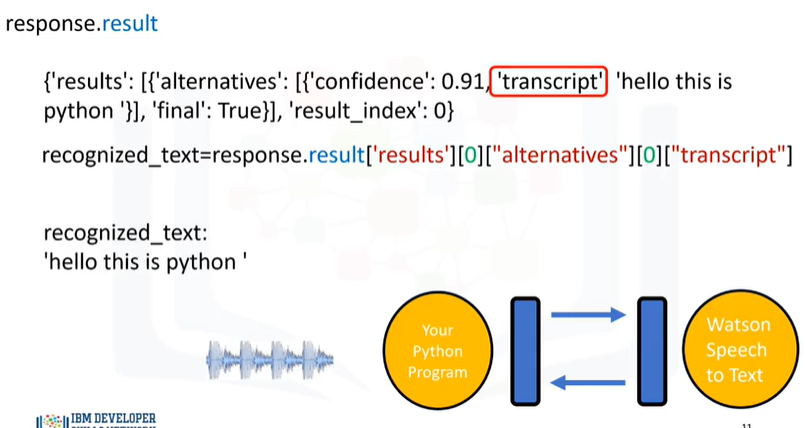 response.result
{'results': [{'alternatives': [{'confidence': 0.91, 'transcript' 'hello this is
python '}], 'final': True}], 'result_index': 0}
recognized_text=response.result['results'][0]["alternatives"][0]["transcript"]
recognized_text:
'hello this is python '
Your
Python
Program
Watson
Speech
to Text
IBM DEVELOPER